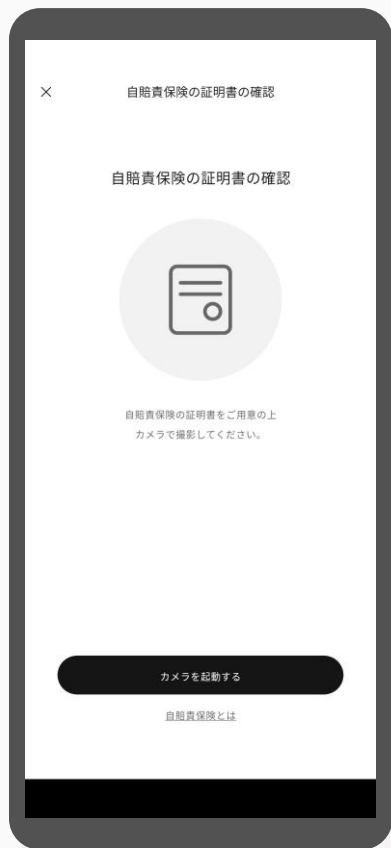 自賠責保険の証明書の確認
自賠責保険の証明書の確認
自賠責保険の証明書をご用意の上
カメラで撮影してください。
カメラを起動する
自賠責保険とは